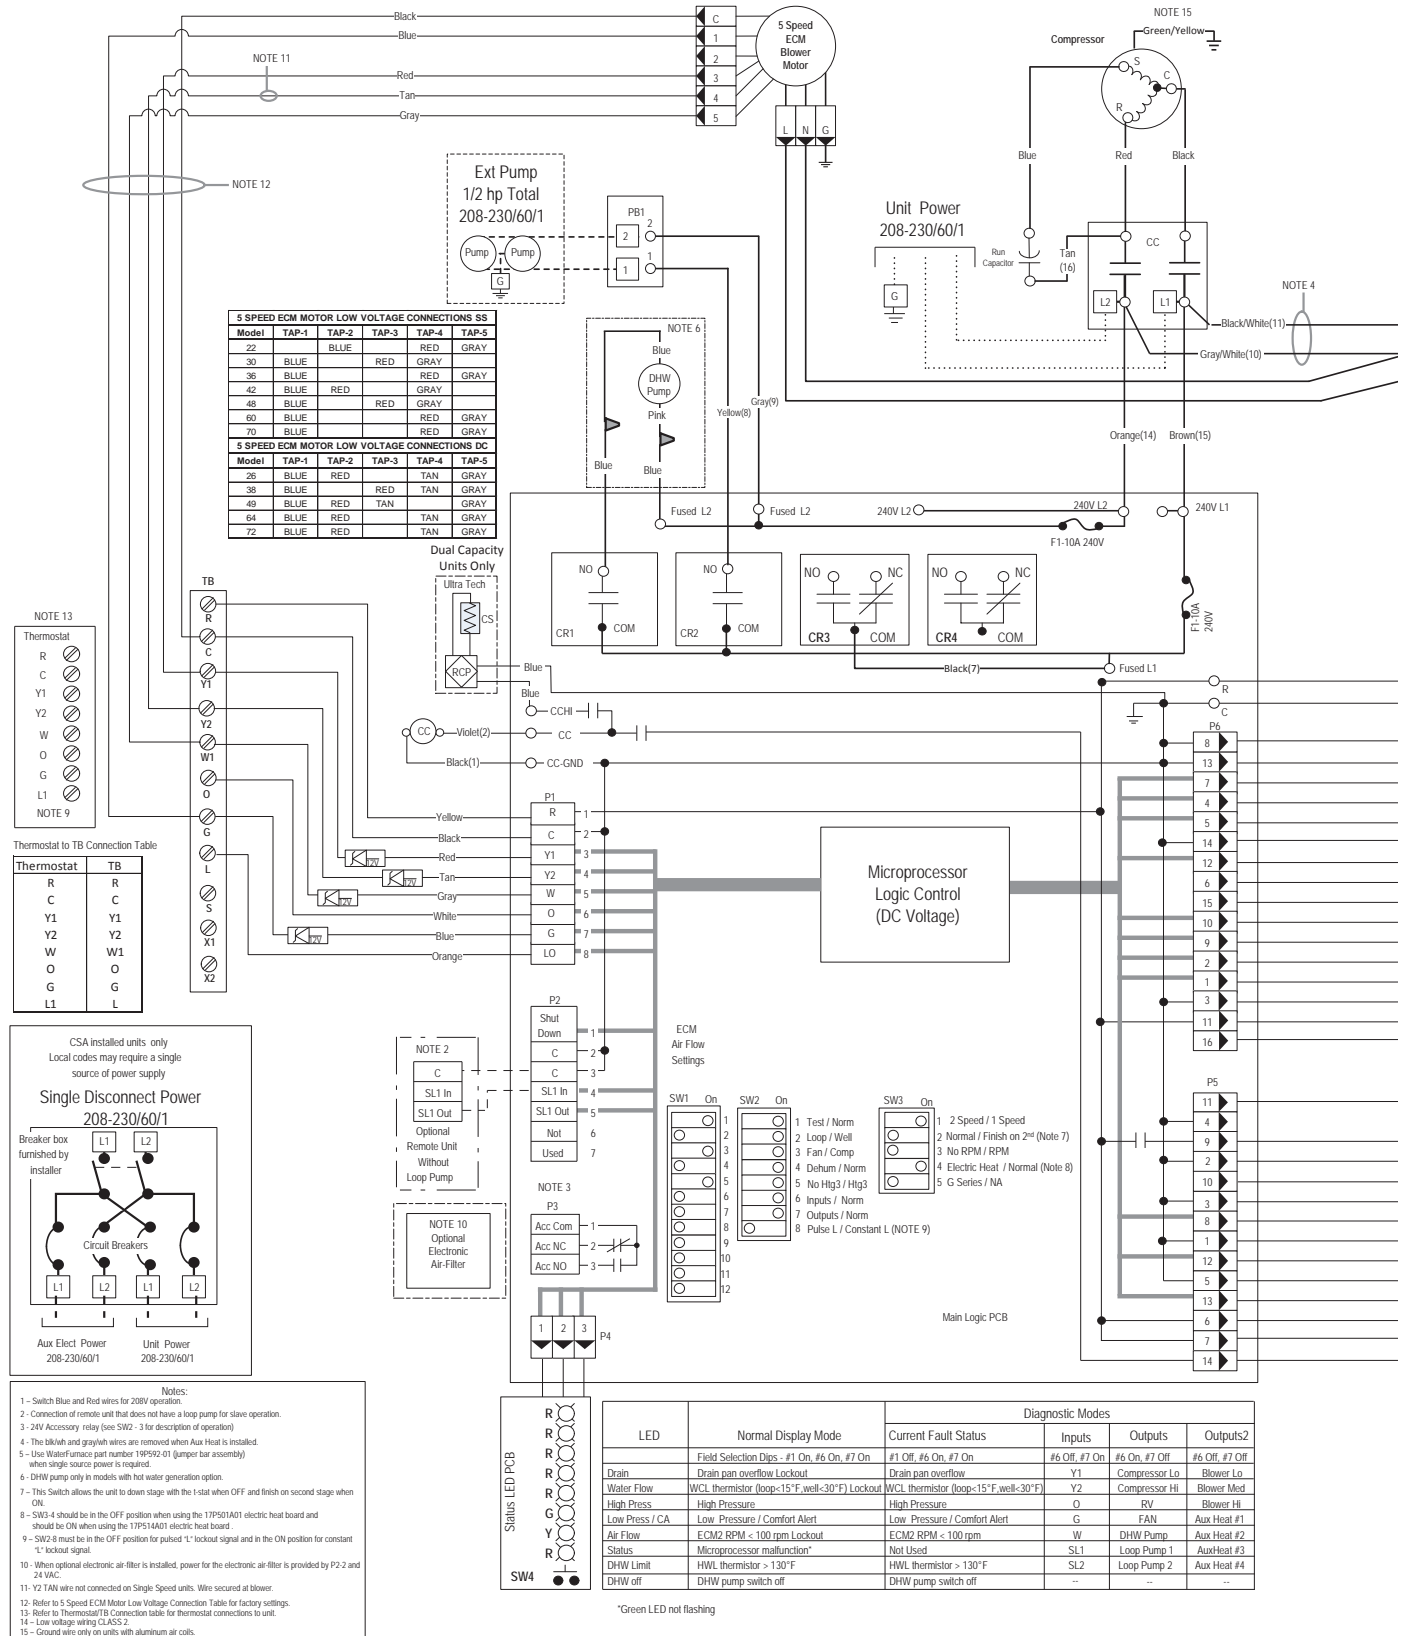 Black
Blue
NOTE 11
Red
Tan
Gray
NOTE 12
C
1
2
3
4
5
5 Speed
ECM
Blower
Motor
L N G
NOTE 15
Compressor
Green/Yellow
S
C
R
Blue
Red
Black
Ext Pump
1/2 hp Total
208-230/60/1
Pump
Pump
G
PB1
2 2
1 1
Unit Power
208-230/60/1
G
Run
Capacitor
Tan
(16)
CC
L2
L1
NOTE 4
Black/White(11)
Gray/White(10)
Orange(14)
Brown(15)
NOTE 6
Blue
DHW
Pump
Pink
Blue
Blue
Yellow(8)
Gray(9)
5 SPEED ECM MOTOR LOW VOLTAGE CONNECTIONS SS
Model TAP-1 TAP-2 TAP-3 TAP-4 TAP-5
22 BLUE RED GRAY
30 BLUE RED GRAY
36 BLUE RED GRAY
42 BLUE RED GRAY
48 BLUE RED GRAY
60 BLUE RED GRAY
70 BLUE RED GRAY
5 SPEED ECM MOTOR LOW VOLTAGE CONNECTIONS DC
Model TAP-1 TAP-2 TAP-3 TAP-4 TAP-5
26 BLUE RED TAN GRAY
38 BLUE RED TAN GRAY
49 BLUE RED TAN GRAY
64 BLUE RED TAN GRAY
72 BLUE RED TAN GRAY
Fused L2
Fused L2
240V L2
240V L2
240V L1
F1-10A 240V
F1-10A
240V
NO
COM
CR1
NO
COM
CR2
NO NC
CR3 COM
NO NC
CR4 COM
Black(7)
Fused L1
R
C
Dual Capacity
Units Only
Ultra Tech
CS
RCP
Blue
Blue
CCHI
CC
Violet(2)
CC
Black(1)
CC-GND
TB
R
C
Y1
Y2
W1
O
G
L
S
X1
X2
NOTE 13
Thermostat
R
C
Y1
Y2
W
O
G
L1
NOTE 9
Thermostat to TB Connection Table
Thermostat TB
R R
C C
Y1 Y1
Y2 Y2
W W1
O O
G G
L1 L
Yellow
Black
Red
Tan
Gray
White
Blue
Orange
12V
12V
12V
12V
P1
R 1
C 2
Y1 3
Y2 4
W 5
O 6
G 7
LO 8
Microprocessor
Logic Control
(DC Voltage)
P6
8
13
7
4
5
14
12
6
15
10
9
2
1
3
11
16
P5
11
4
9
2
10
3
8
1
12
5
13
6
7
14
P2
Shut
Down 1
C 2
C 3
SL1 In 4
SL1 Out 5
Not 6
Used 7
NOTE 2
C
SL1 In
SL1 Out
Optional
Remote Unit
Without
Loop Pump
NOTE 3
P3
Acc Com 1
Acc NC 2
Acc NO 3
NOTE 10
Optional
Electronic
Air-Filter
1 2 3
P4
ECM
Air Flow
Settings
SW1 On
1
2
3
4
5
6
7
8
9
10
11
12
SW2 On
1 Test / Norm
2 Loop / Well
3 Fan / Comp
4 Dehum / Norm
5 No Htg3 / Htg3
6 Inputs / Norm
7 Outputs / Norm
8 Pulse L / Constant L (NOTE 9)
SW3 On
1 2 Speed / 1 Speed
2 Normal / Finish on 2nd (Note 7)
3 No RPM / RPM
4 Electric Heat / Normal (Note 8)
5 G Series / NA
Main Logic PCB
CSA installed units only
Local codes may require a single
source of power supply
Single Disconnect Power
208-230/60/1
Breaker box
furnished by
installer
L1 L2
Circuit Breakers
L1 L2 L1 L2
Aux Elect Power
208-230/60/1
Unit Power
208-230/60/1
Notes:
1 – Switch Blue and Red wires for 208V operation.
2 - Connection of remote unit that does not have a loop pump for slave operation.
3 - 24V Accessory relay (see SW2 - 3 for description of operation)
4 - The blk/wh and gray/wh wires are removed when Aux Heat is installed.
5 – Use WaterFurnace part number 19P592-01 (jumper bar assembly)
when single source power is required.
6 - DHW pump only in models with hot water generation option.
7 – This Switch allows the unit to down stage with the t-stat when OFF and finish on second stage when
ON.
8 – SW3-4 should be in the OFF position when using the 17P501A01 electric heat board and
should be ON when using the 17P514A01 electric heat board .
9 – SW2-8 must be in the OFF position for pulsed "L" lockout signal and in the ON position for constant
"L" lockout signal.
10 - When optional electronic air-filter is installed, power for the electronic air-filter is provided by P2-2 and
24 VAC.
11- Y2 TAN wire not connected on Single Speed units. Wire secured at blower.
12- Refer to 5 Speed ECM Motor Low Voltage Connection Table for factory settings.
13- Refer to Thermostat/TB Connection table for thermostat connections to unit.
14 – Low voltage wiring CLASS 2.
15 – Ground wire only on units with aluminum air coils.
Status LED PCB
R
R
R
R
R
G
Y
R
SW4
Diagnostic Modes
LED Normal Display Mode Current Fault Status Inputs Outputs Outputs2
Field Selection Dips - #1 On, #6 On, #7 On #1 Off, #6 On, #7 On #6 Off, #7 On #6 On, #7 Off #6 Off, #7 Off
Drain Drain pan overflow Lockout Drain pan overflow Y1 Compressor Lo Blower Lo
Water Flow WCL thermistor (loop<15°F,well<30°F) Lockout WCL thermistor (loop<15°F,well<30°F) Y2 Compressor Hi Blower Med
High Press High Pressure High Pressure O RV Blower Hi
Low Press / CA Low Pressure / Comfort Alert Low Pressure / Comfort Alert G FAN Aux Heat #1
Air Flow ECM2 RPM < 100 rpm Lockout ECM2 RPM < 100 rpm W DHW Pump Aux Heat #2
Status Microprocessor malfunction* Not Used SL1 Loop Pump 1 AuxHeat #3
DHW Limit HWL thermistor > 130°F HWL thermistor > 130°F SL2 Loop Pump 2 Aux Heat #4
DHW off DHW pump switch off DHW pump switch off -- -- --
*Green LED not flashing